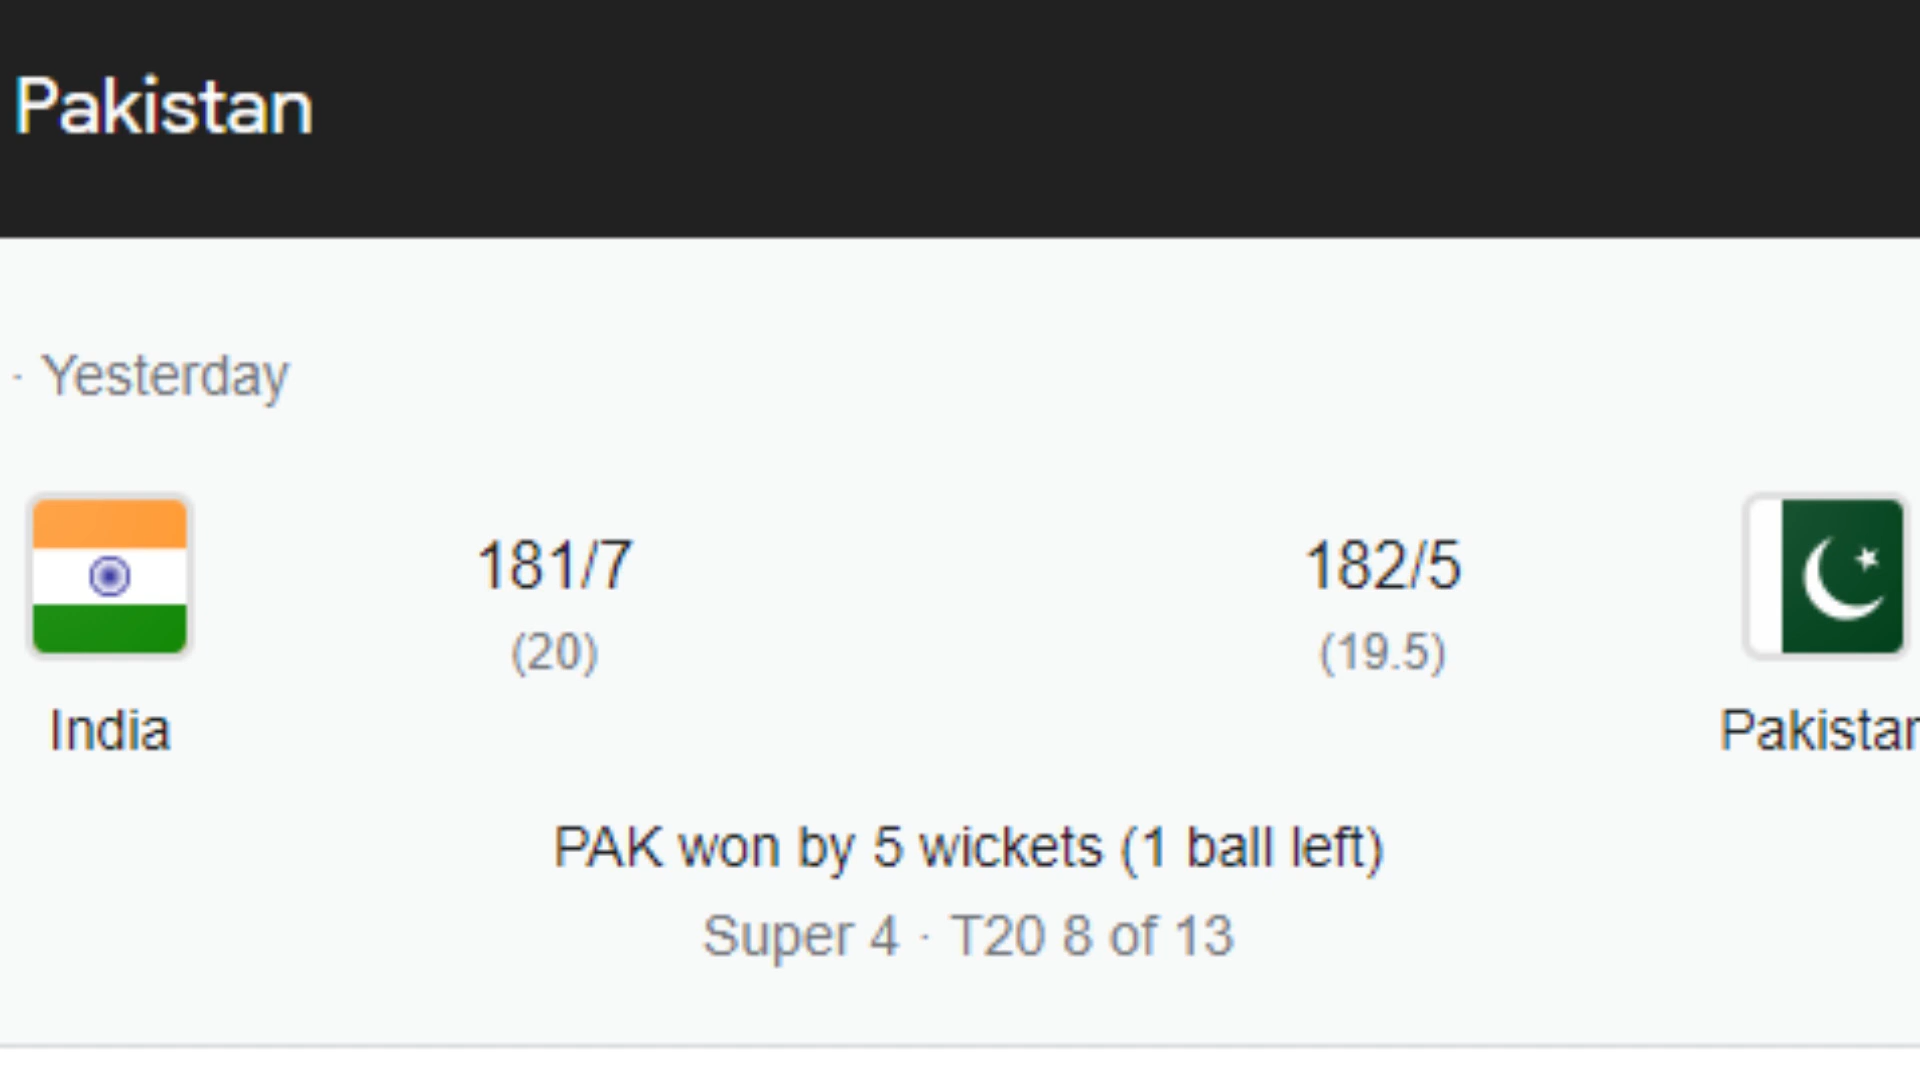 Pakistan
· Yesterday
181/7 182/5
(20) (19.5)
India Pakistan
PAK won by 5 wickets (1 ball left)
Super 4 · T20 8 of 13